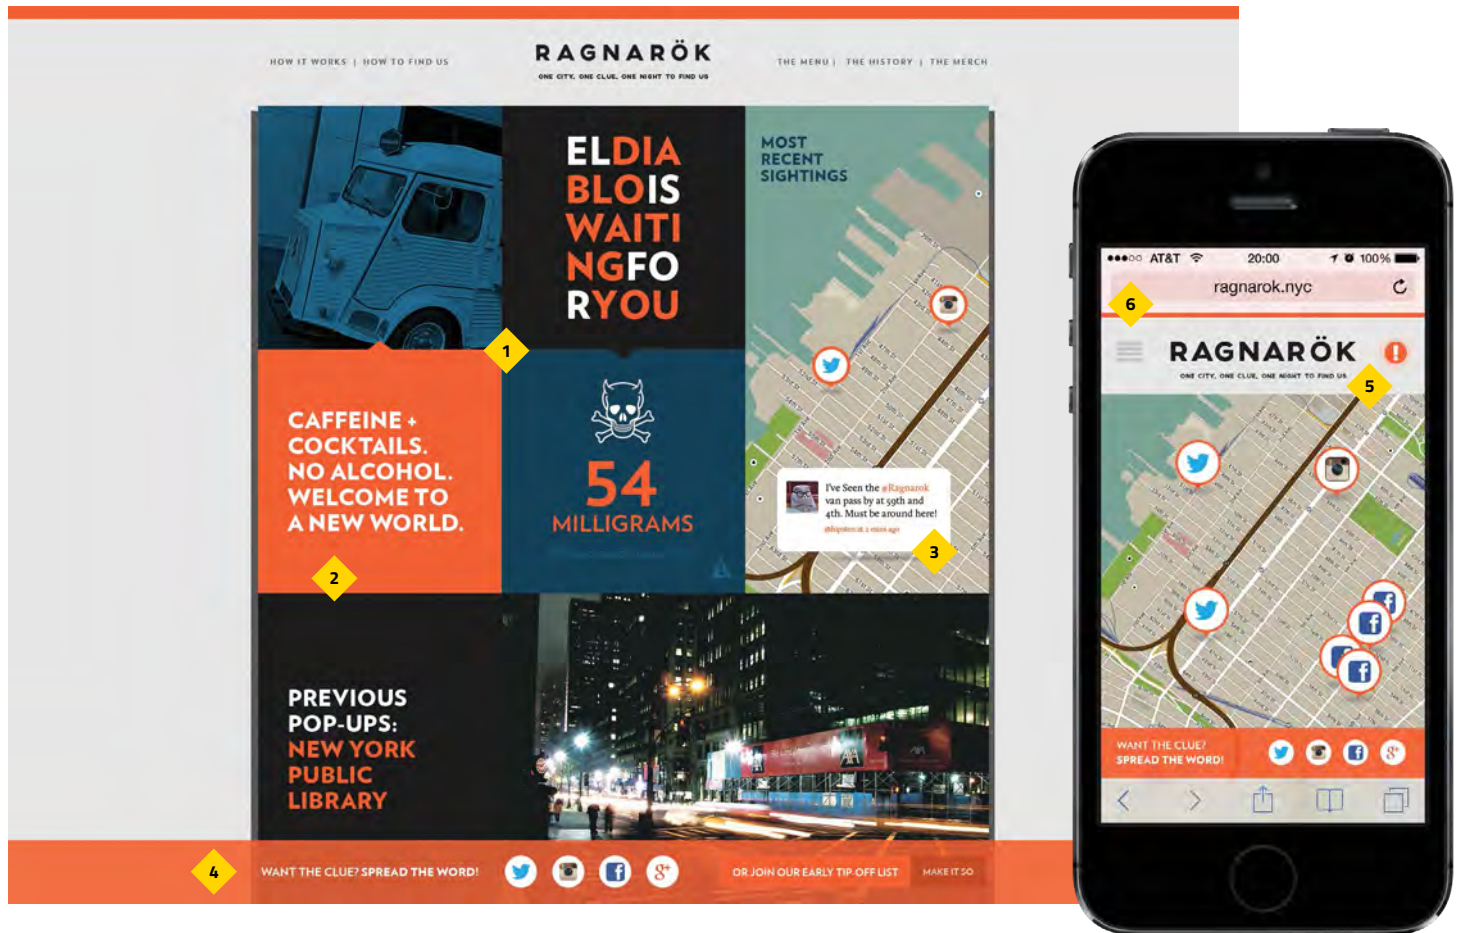 HOW IT WORKS | HOW TO FIND US
RAGNARÖK
ONE CITY, ONE CLUE, ONE NIGHT TO FIND US
THE MENU | THE HISTORY | THE MERCH
ELDIA
BLOIS
WAITI
NGFO
RYOU
MOST
RECENT
SIGHTINGS
1
CAFFEINE +
COCKTAILS.
NO ALCOHOL.
WELCOME TO
A NEW WORLD.
2
54
MILLIGRAMS
I've Seen the @Ragnarok
van pass by at 59th and
4th. Must be around here!
@hipster at 2 mins ago
3
PREVIOUS
POP-UPS:
NEW YORK
PUBLIC
LIBRARY
4
WANT THE CLUE? SPREAD THE WORD!
g+
OR JOIN OUR EARLY TIP-OFF LIST
MAKE IT SO
AT&T 20:00 100%
ragnarok.nyc
6
RAGNARÖK
ONE CITY, ONE CLUE, ONE NIGHT TO FIND US
5
WANT THE CLUE?
SPREAD THE WORD!
g+